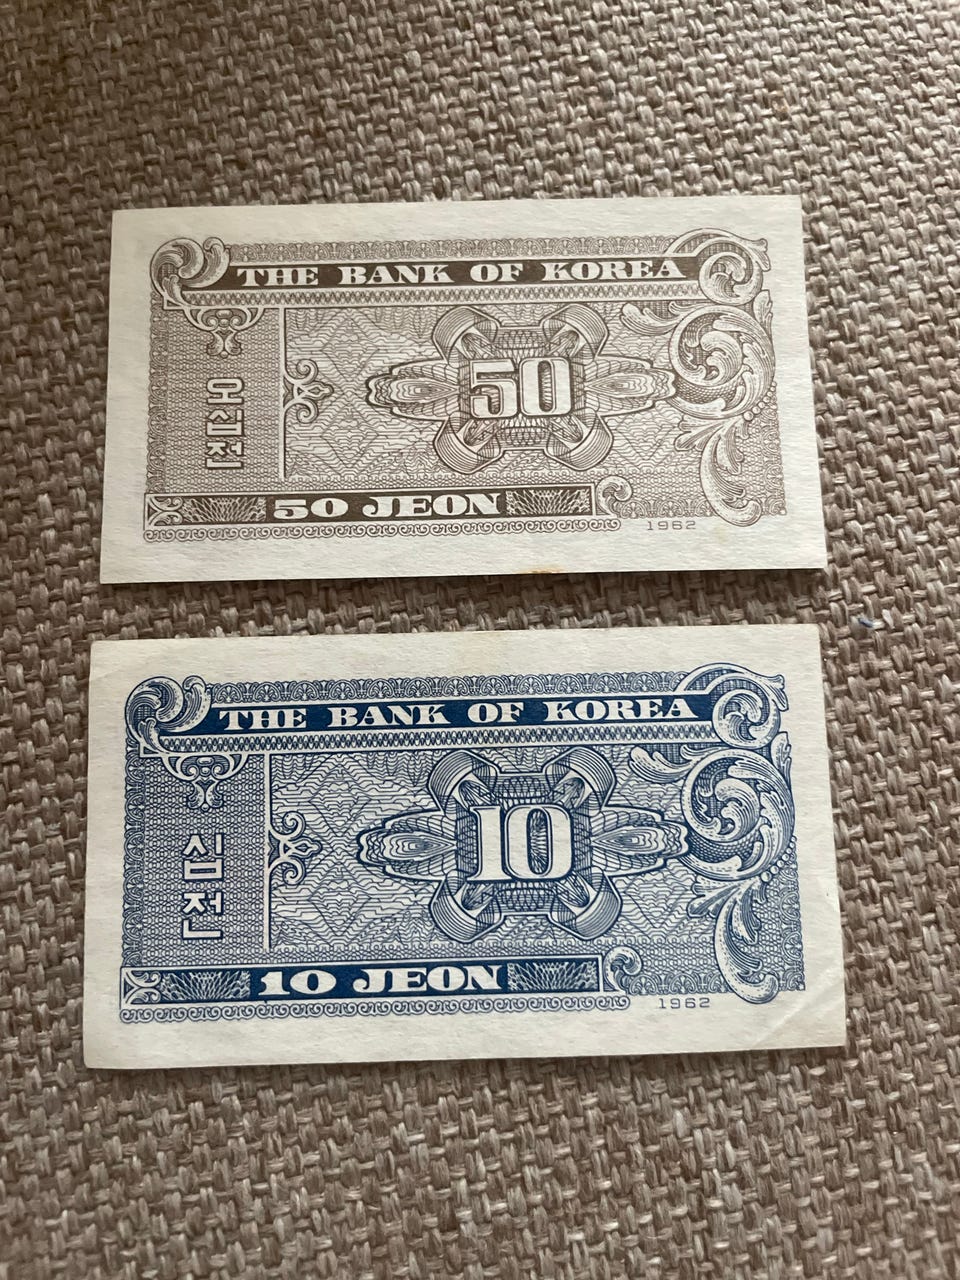 THE BANK OF KOREA
50
오십전
50 JEON
1962
THE BANK OF KOREA
10
십전
10 JEON
1962